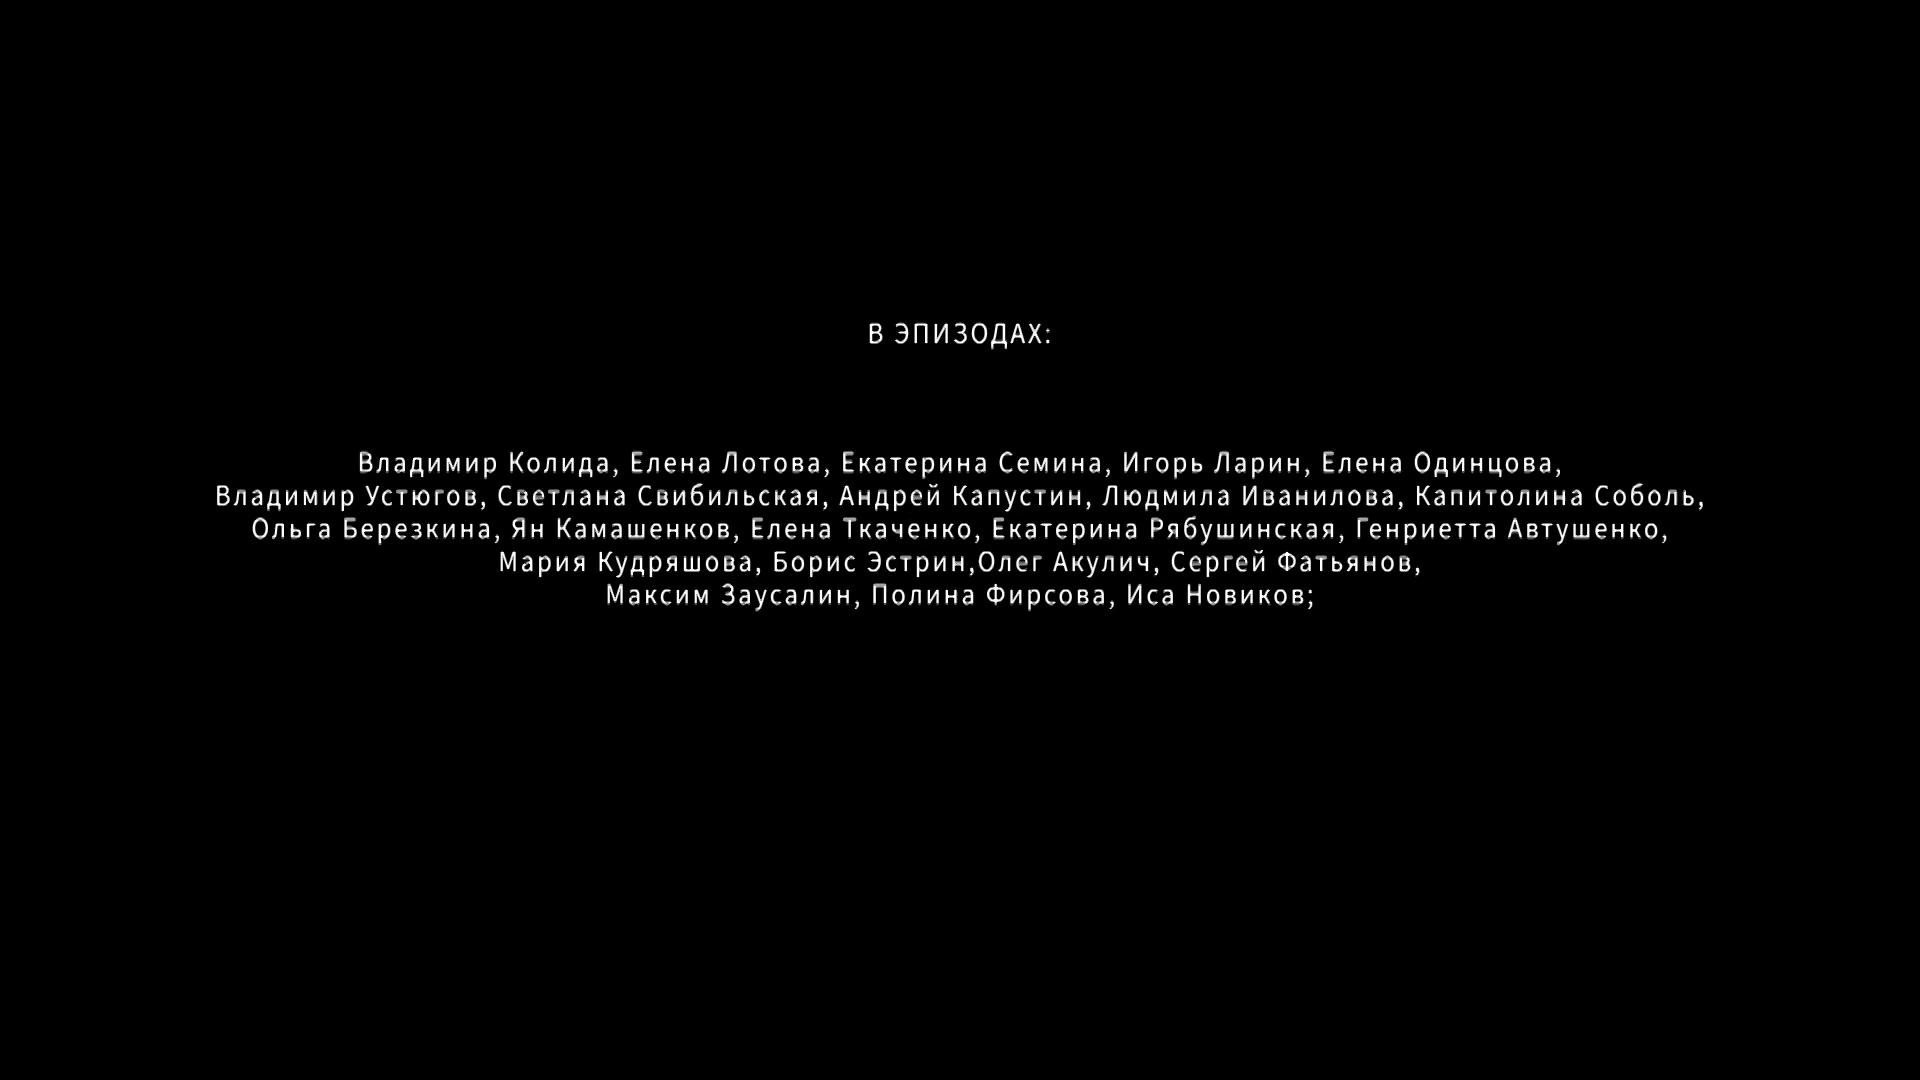 В ЭПИЗОДАХ:
Владимир Колида, Елена Лотова, Екатерина Семина, Игорь Ларин, Елена Одинцова,
Владимир Устюгов, Светлана Свибильская, Андрей Капустин, Людмила Иванилова, Капитолина Соболь,
Ольга Березкина, Ян Камашенков, Елена Ткаченко, Екатерина Рябушинская, Генриетта Автушенко,
Мария Кудряшова, Борис Эстрин,Олег Акулич, Сергей Фатьянов,
Максим Заусалин, Полина Фирсова, Иса Новиков;